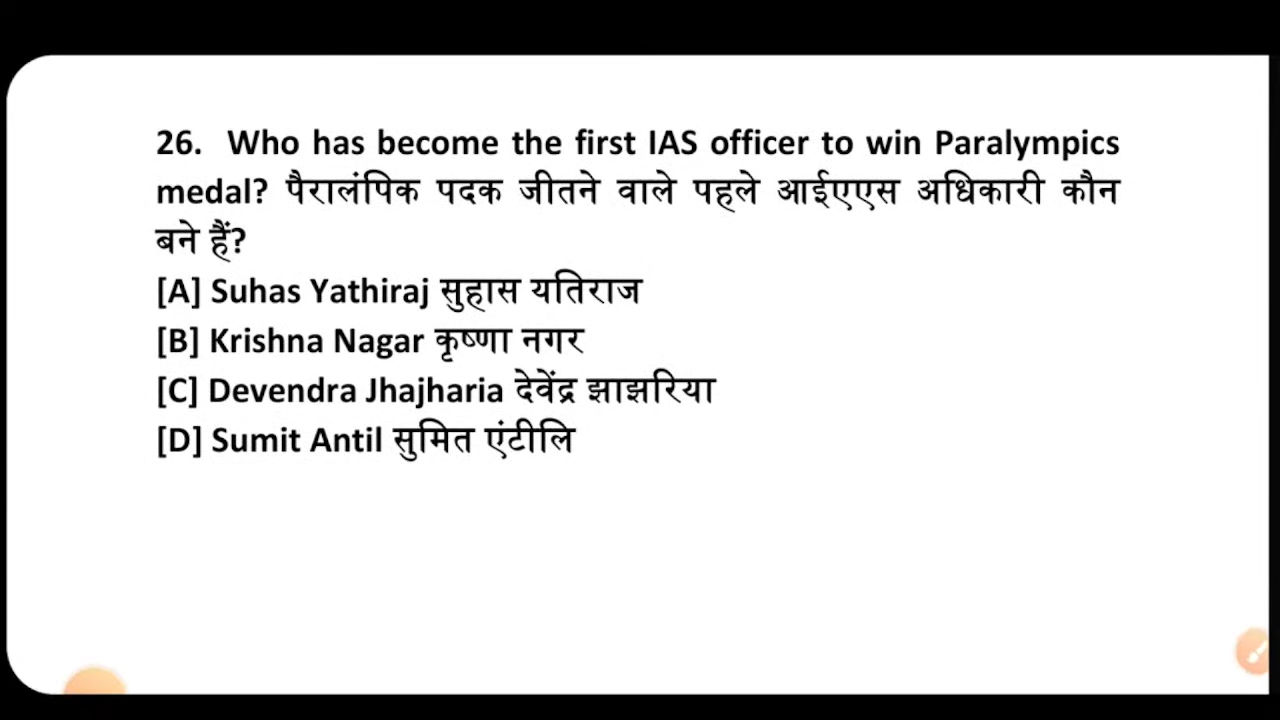 26. Who has become the first IAS officer to win Paralympics
medal? पैरालंपिक पदक जीतने वाले पहले आईएएस अधिकारी कौन
बने हैं?
[A] Suhas Yathiraj सुहास यतिराज
[B] Krishna Nagar कृष्णा नगर
[C] Devendra Jhajharia देवेंद्र झाझरिया
[D] Sumit Antil सुमित एंटीलि